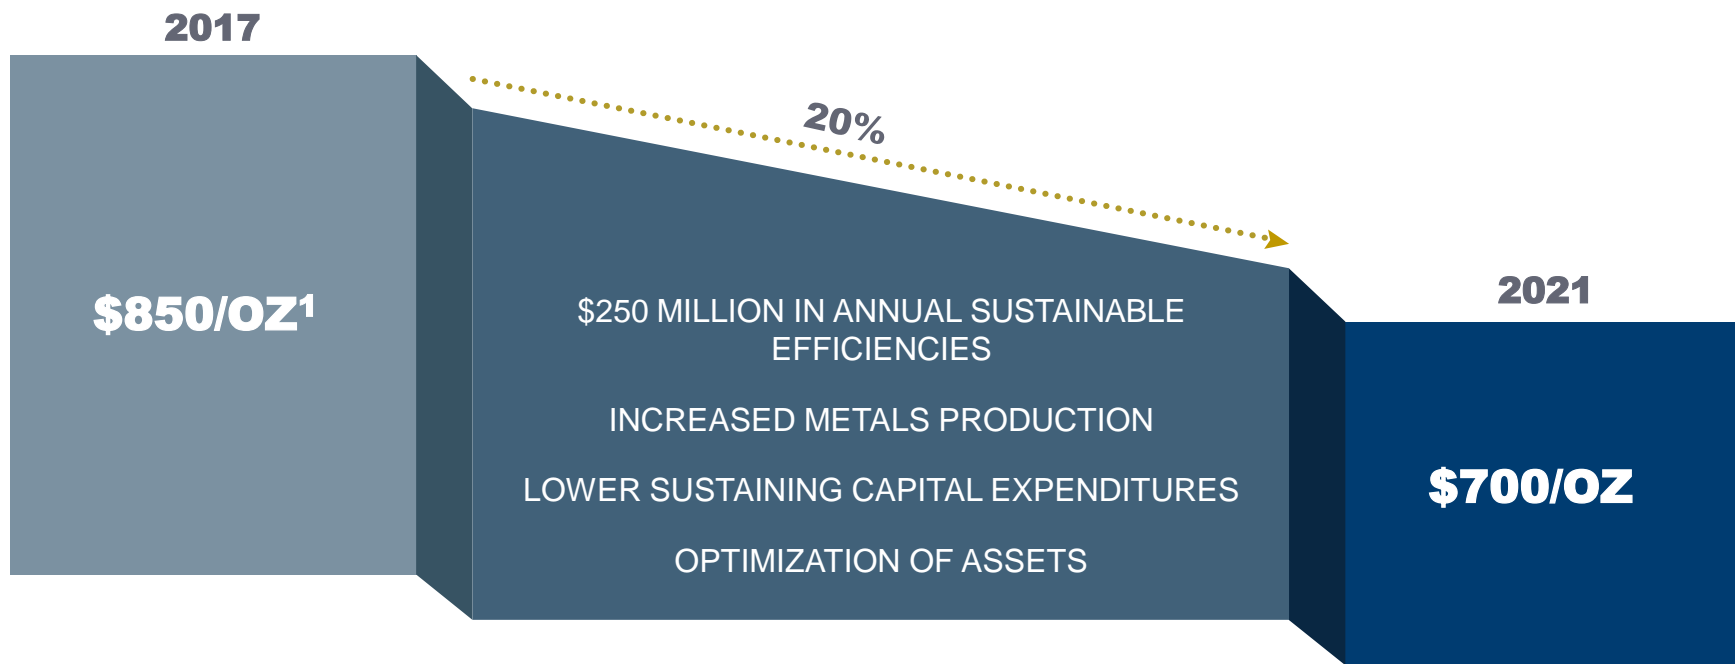 2017
20%
$850/OZ¹
$250 MILLION IN ANNUAL SUSTAINABLE
EFFICIENCIES
INCREASED METALS PRODUCTION
LOWER SUSTAINING CAPITAL EXPENDITURES
OPTIMIZATION OF ASSETS
2021
$700/OZ